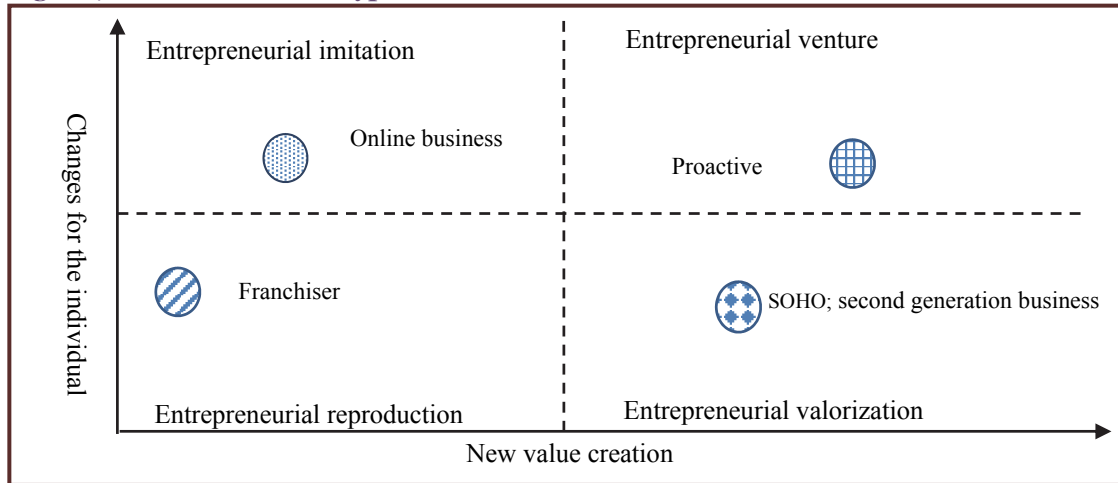 Entrepreneurial imitation
Entrepreneurial venture
Online business
Proactive
Changes for the individual
Franchiser
SOHO; second generation business
Entrepreneurial reproduction
Entrepreneurial valorization
New value creation